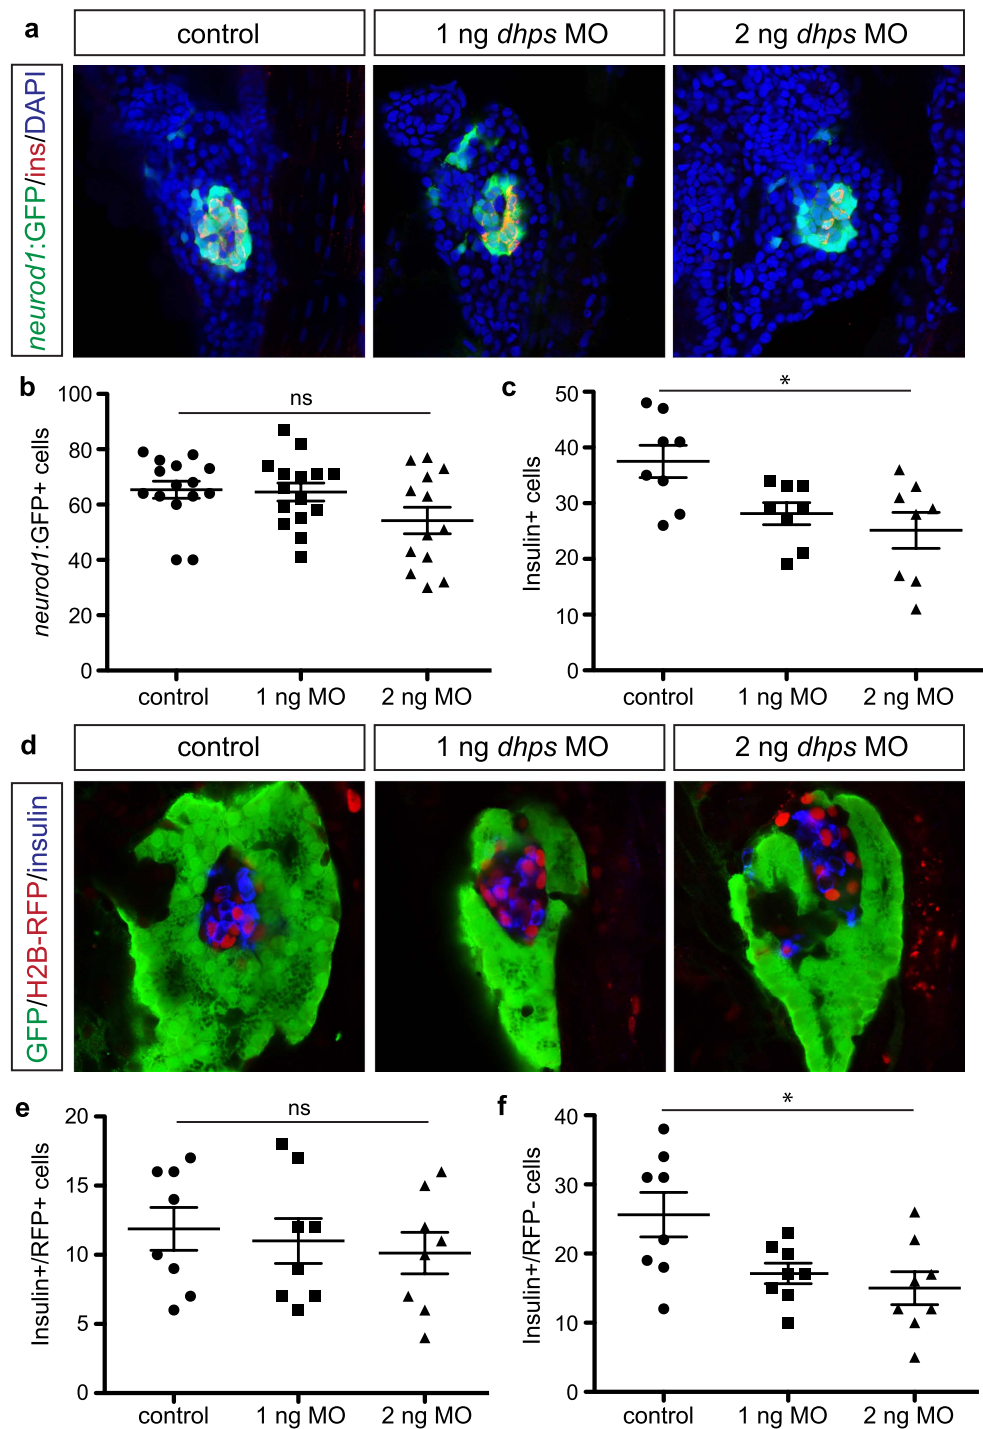 a
control
1 ng dhps MO
2 ng dhps MO
neurod1:GFP/ins/DAPI
b
neurod1:GFP+ cells
100
80
60
40
20
0
ns
control
1 ng MO
2 ng MO
c
Insulin+ cells
50
40
30
20
10
0
*
control
1 ng MO
2 ng MO
d
control
1 ng dhps MO
2 ng dhps MO
GFP/H2B-RFP/insulin
e
Insulin+/RFP+ cells
20
15
10
5
0
ns
control
1 ng MO
2 ng MO
f
Insulin+/RFP- cells
40
30
20
10
0
*
control
1 ng MO
2 ng MO